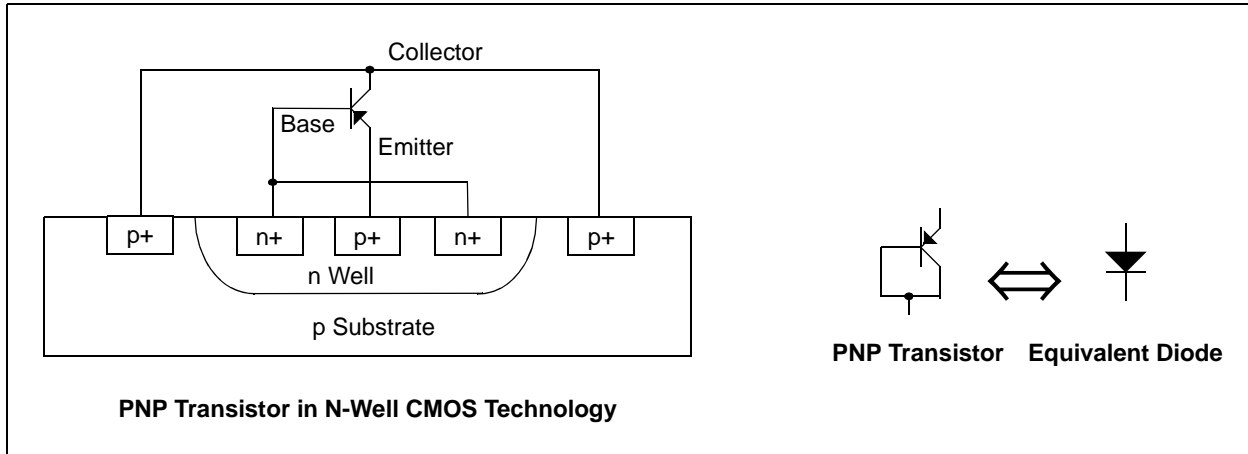 Collector
Base
Emitter
p+ n+ p+ n+ p+
n Well
p Substrate
PNP Transistor in N-Well CMOS Technology
PNP Transistor Equivalent Diode